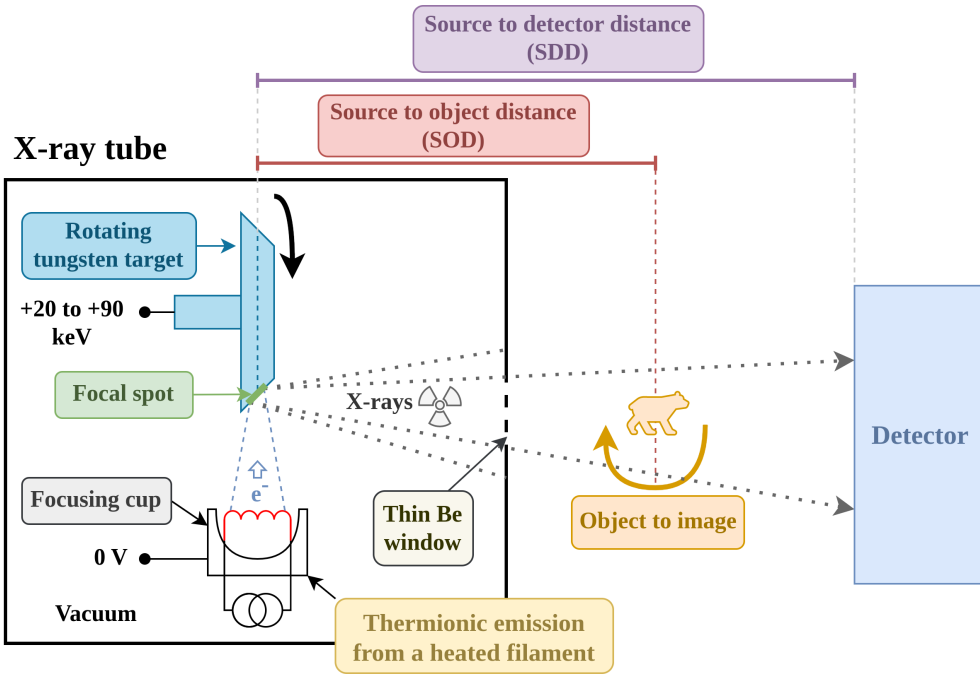 Source to detector distance
(SDD)
Source to object distance
(SOD)
X-ray tube
Rotating
tungsten target
+20 to +90
keV
Focal spot
X-rays
e-
Focusing cup
Thin Be
window
Object to image
Detector
0 V
Vacuum
Thermionic emission
from a heated filament